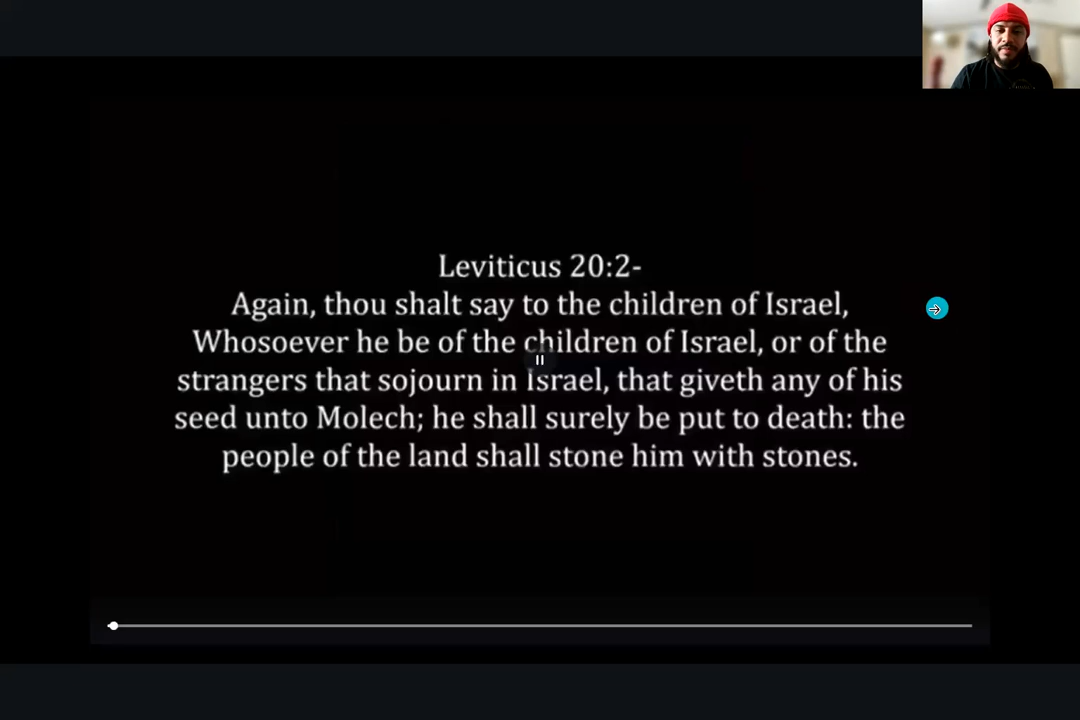 Leviticus 20:2-
Again, thou shalt say to the children of Israel,
Whosoever he be of the children of Israel, or of the
strangers that sojourn in Israel, that giveth any of his
seed unto Molech; he shall surely be put to death: the
people of the land shall stone him with stones.